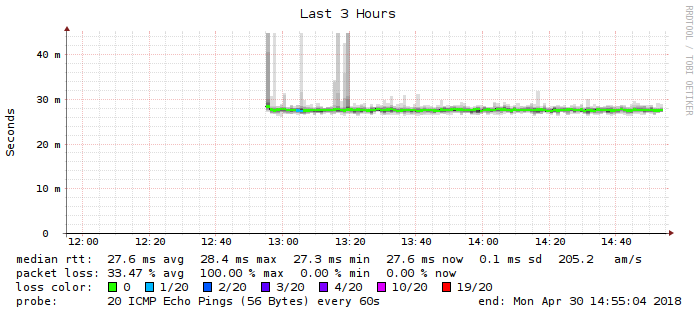 Last 3 Hours
RRDTOOL / TOBI OETIKER
Seconds
40 m
30 m
20 m
10 m
0
12:00 12:20 12:40 13:00 13:20 13:40 14:00 14:20 14:40
median rtt: 27.6 ms avg 28.4 ms max 27.3 ms min 27.6 ms now 0.1 ms sd 205.2 am/s
packet loss: 33.47 % avg 100.00 % max 0.00 % min 0.00 % now
loss color: 0 1/20 2/20 3/20 4/20 10/20 19/20
probe: 20 ICMP Echo Pings (56 Bytes) every 60s end: Mon Apr 30 14:55:04 2018